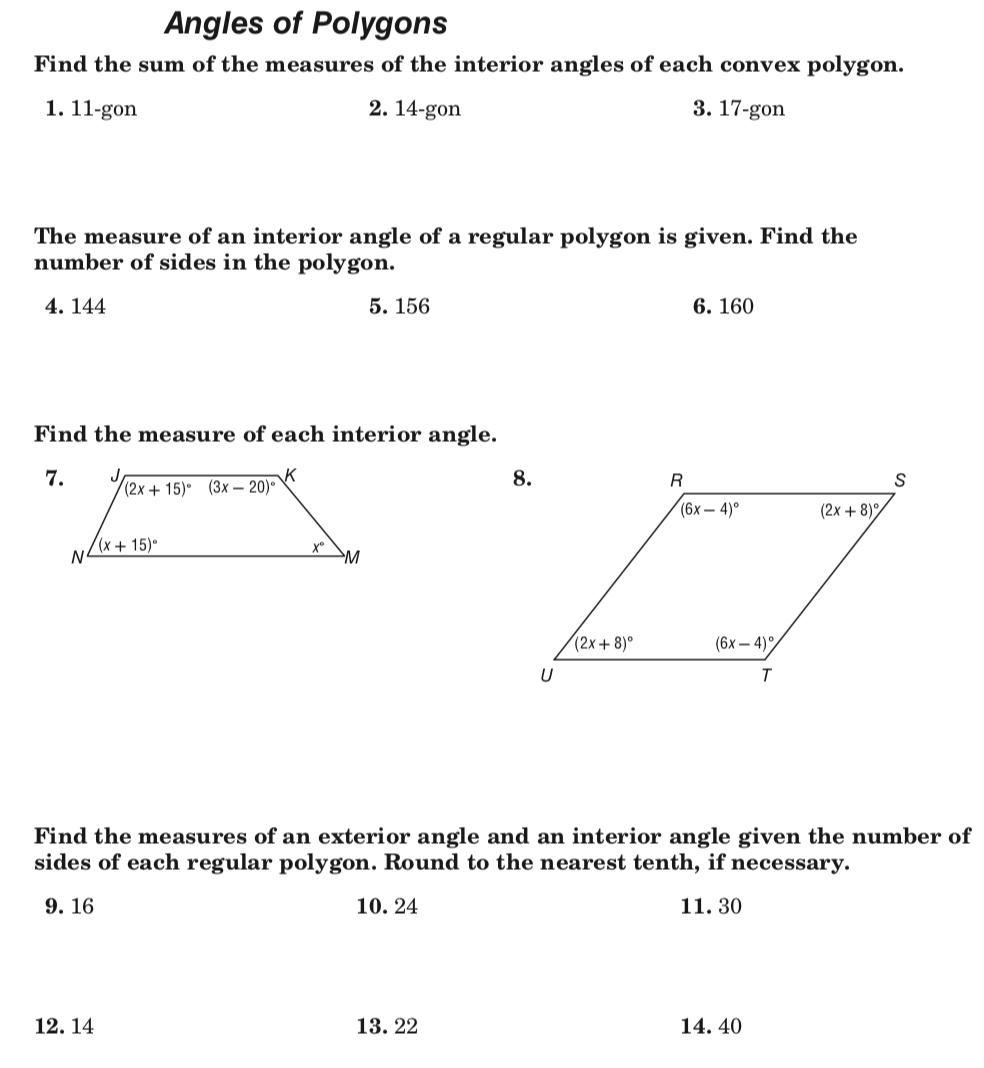 Angles of Polygons
Find the sum of the measures of the interior angles of each convex polygon.
1. 11-gon 2. 14-gon 3. 17-gon
The measure of an interior angle of a regular polygon is given. Find the
number of sides in the polygon.
4. 144 5. 156 6. 160
Find the measure of each interior angle.
7. J K
(2x + 15)° (3x – 20)°
(x + 15)° x°
N M
8. R S
(6x – 4)° (2x + 8)°
(2x + 8)° (6x – 4)°
U T
Find the measures of an exterior angle and an interior angle given the number of
sides of each regular polygon. Round to the nearest tenth, if necessary.
9. 16 10. 24 11. 30
12. 14 13. 22 14. 40